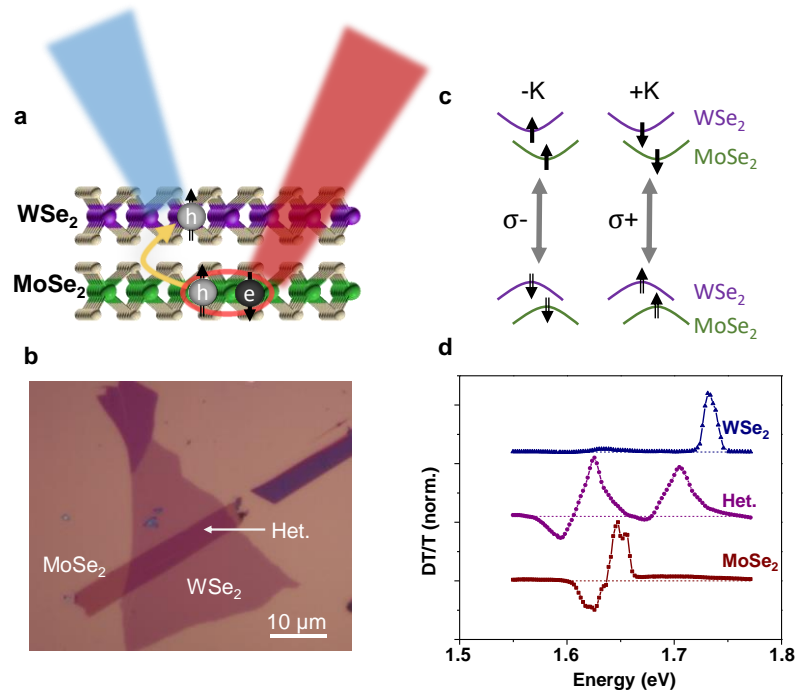 a
WSe₂
h
MoSe₂
h
e
b
MoSe₂
WSe₂
Het.
10 µm
c
-K
+K
WSe₂
MoSe₂
σ-
σ+
WSe₂
MoSe₂
d
DT/T (norm.)
WSe₂
Het.
MoSe₂
1.5
1.6
1.7
1.8
Energy (eV)